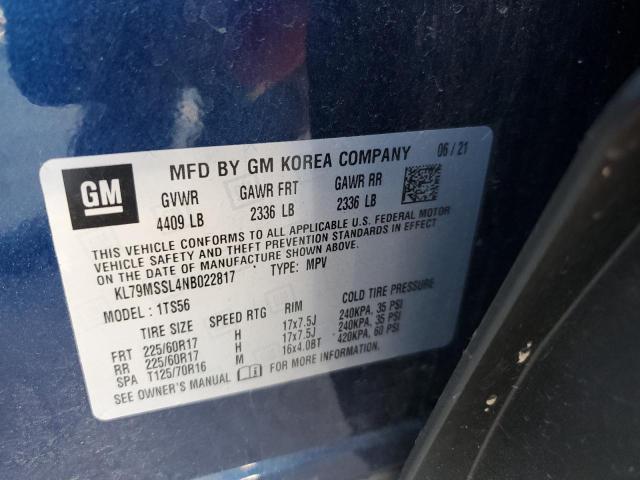 GM
MFD BY GM KOREA COMPANY 06 / 21
GVWR GAWR FRT GAWR RR
4409 LB 2336 LB 2336 LB
THIS VEHICLE CONFORMS TO ALL APPLICABLE U.S. FEDERAL MOTOR
VEHICLE SAFETY AND THEFT PREVENTION STANDARDS IN EFFECT
ON THE DATE OF MANUFACTURE SHOWN ABOVE.
KL79MSSL4NB022817 TYPE: MPV
MODEL : 1TS56
TIRE SIZE SPEED RTG RIM COLD TIRE PRESSURE
FRT 225/60R17 H 17x7.5J 240KPA, 35 PSI
RR 225/60R17 H 17x7.5J 240KPA, 35 PSI
SPA T125/70R16 M 16x4.0BT 420KPA, 60 PSI
SEE OWNER'S MANUAL FOR MORE INFORMATION.